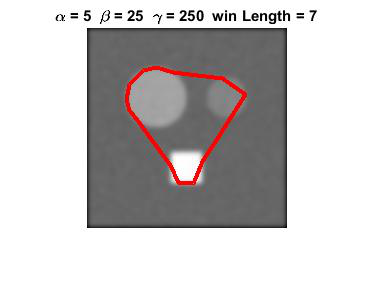 α = 5 β = 25 γ = 250 win Length = 7